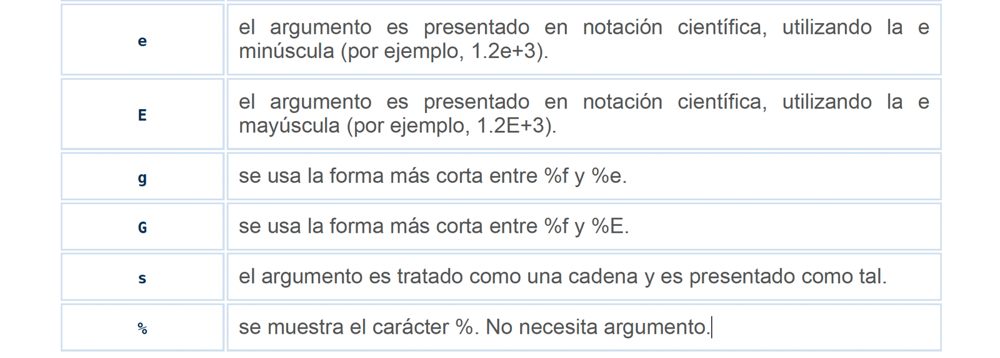 e
el argumento es presentado en notación científica, utilizando la e
minúscula (por ejemplo, 1.2e+3).
E
el argumento es presentado en notación científica, utilizando la e
mayúscula (por ejemplo, 1.2E+3).
g
se usa la forma más corta entre %f y %e.
G
se usa la forma más corta entre %f y %E.
s
el argumento es tratado como una cadena y es presentado como tal.
%
se muestra el carácter %. No necesita argumento.